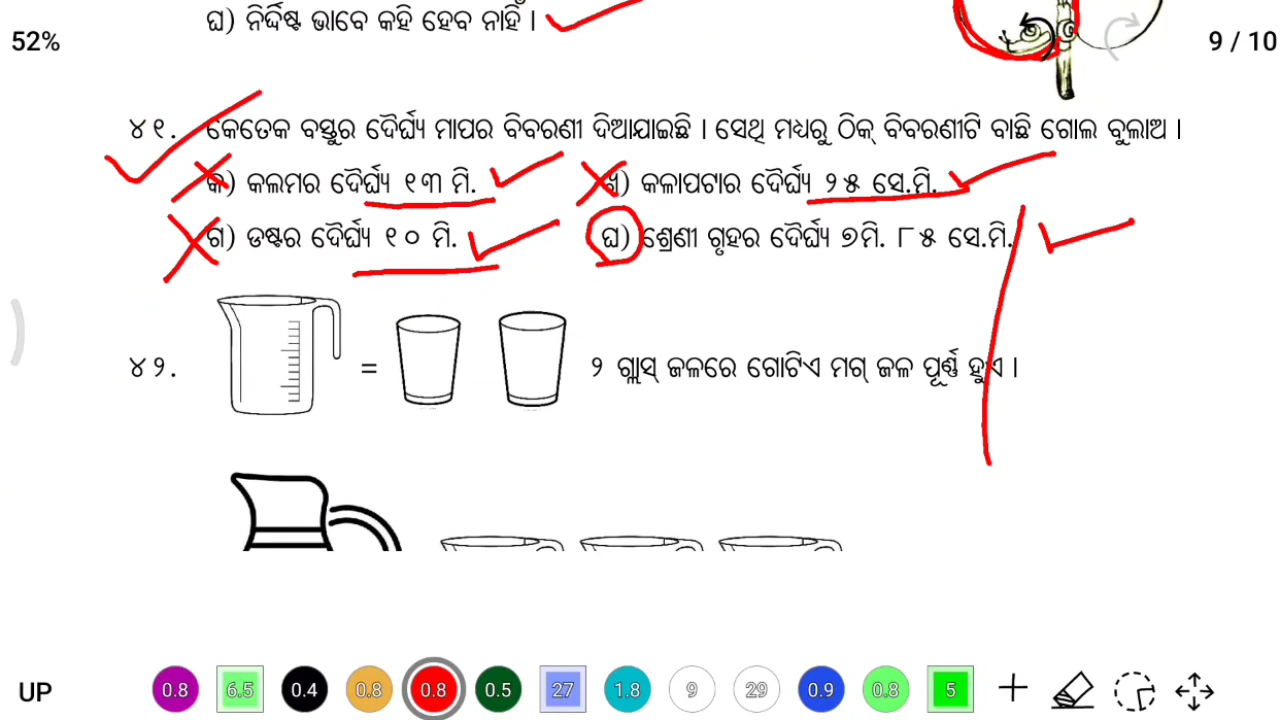 ଘ) ନିର୍ଦ୍ଦିଷ୍ଟ ଭାବେ କହି ହେବ ନାହିଁ ।
52%
9 / 10
୪୧. କେତେକ ବସ୍ତୁର ଦୈର୍ଘ୍ୟ ମାପର ବିବରଣୀ ଦିଆଯାଇଛି । ସେଥି ମଧ୍ୟରୁ ଠିକ୍ ବିବରଣୀଟି ବାଛି ଗୋଲ ବୁଲାଅ ।
କ) କଲମର ଦୈର୍ଘ୍ୟ ୧୩ ମି. ଖ) କଳାପଟାର ଦୈର୍ଘ୍ୟ ୨୫ ସେ.ମି.
ଗ) ଡଷ୍ଟର ଦୈର୍ଘ୍ୟ ୧୦ ମି. ଘ) ଶ୍ରେଣୀ ଗୃହର ଦୈର୍ଘ୍ୟ ୭ମି. ୮୫ ସେ.ମି.
୪୨. = ୨ ଗ୍ଲାସ୍ ଜଳରେ ଗୋଟିଏ ମଗ୍ ଜଳ ପୂର୍ଣ୍ଣ ହୁଏ ।
UP 0.8 6.5 0.4 0.8 0.8 0.5 27 1.8 9 29 0.9 0.8 5